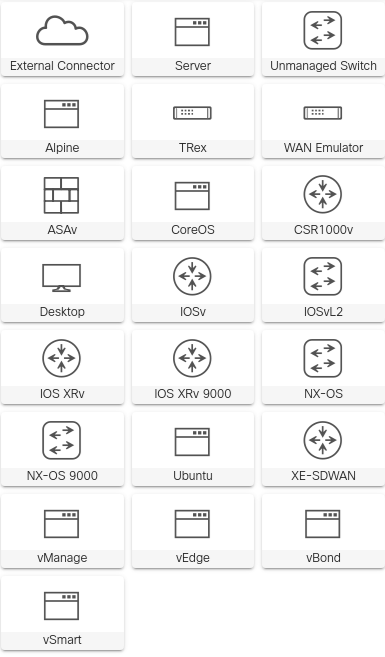 External Connector
Server
Unmanaged Switch
Alpine
TRex
WAN Emulator
ASAv
CoreOS
CSR1000v
Desktop
IOSv
IOSvL2
IOS XRv
IOS XRv 9000
NX-OS
NX-OS 9000
Ubuntu
XE-SDWAN
vManage
vEdge
vBond
vSmart